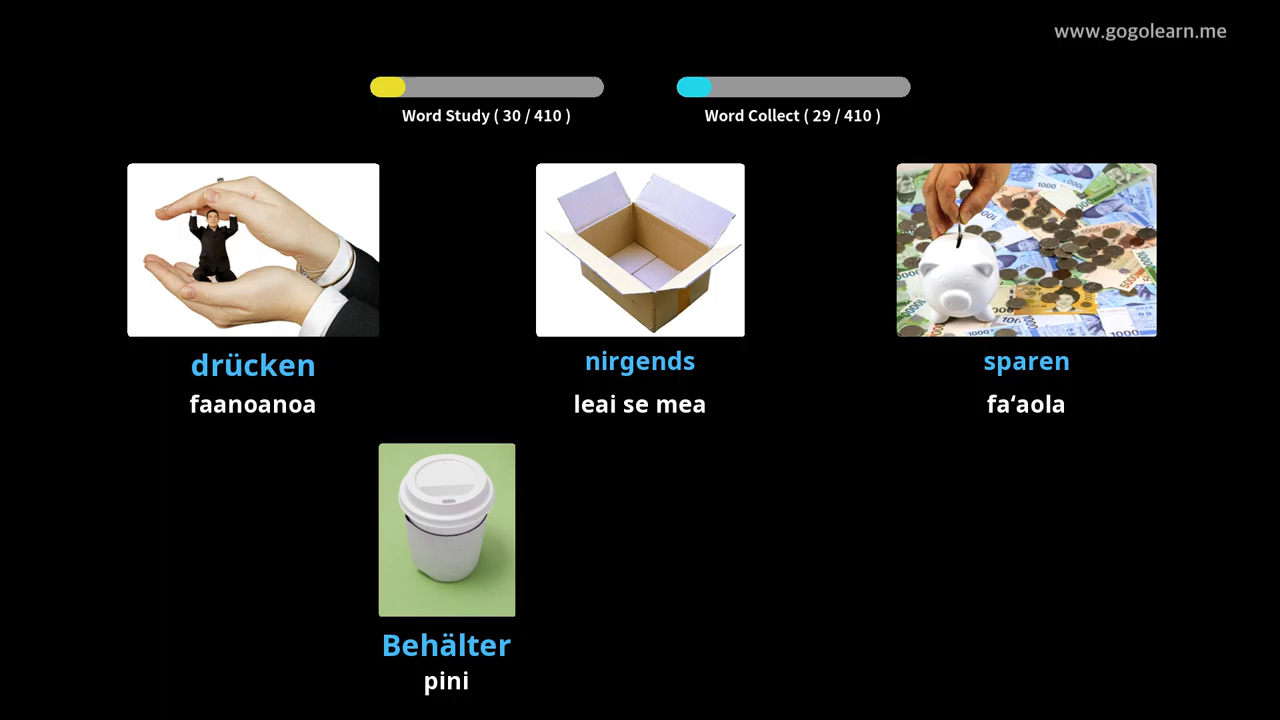 www.gogolearn.me
Word Study ( 30 / 410 )
Word Collect ( 29 / 410 )
drücken
faanoanoa
nirgends
leai se mea
sparen
fa‘aola
Behälter
pini